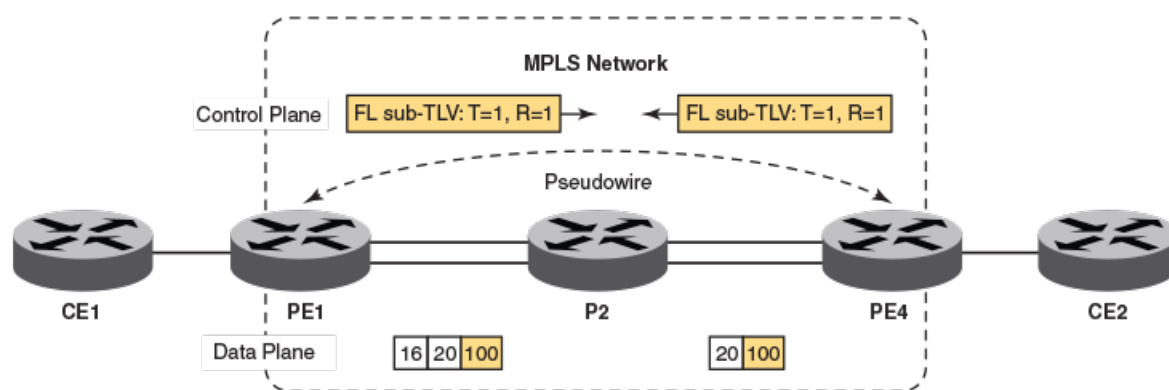 MPLS Network
Control Plane
FL sub-TLV: T=1, R=1
FL sub-TLV: T=1, R=1
Pseudowire
CE1
PE1
P2
PE4
CE2
Data Plane
16 20 100
20 100